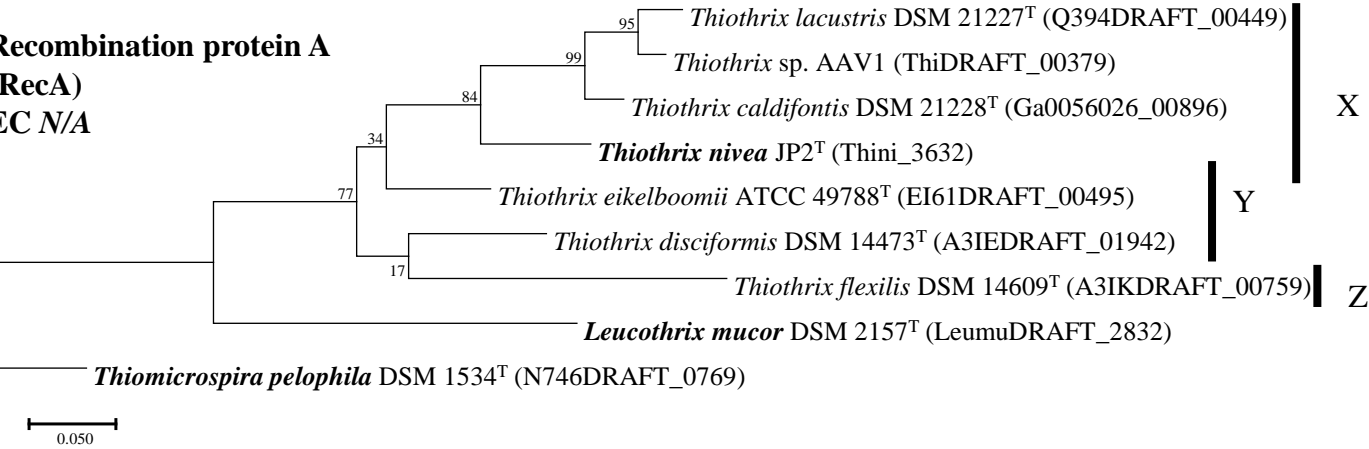 Thiothrix lacustris DSM 21227T (Q394DRAFT_00449)
95
Recombination protein A
Thiothrix sp. AAV1 (ThiDRAFT_00379)
99
RecA)
Thiothrix caldifontis DSM 21228T (Ga0056026_00896)
X
84
EC N/A
34
Thiothrix nivea JP2T (Thini_3632)
77
Thiothrix eikelboomii ATCC 49788T (EI61DRAFT_00495)
Y
Thiothrix disciformis DSM 14473T (A3IEDRAFT_01942)
17
Thiothrix flexilis DSM 14609T (A3IKDRAFT_00759)
Z
Leucothrix mucor DSM 2157T (LeumuDRAFT_2832)
Thiomicrospira pelophila DSM 1534T (N746DRAFT_0769)
0.050